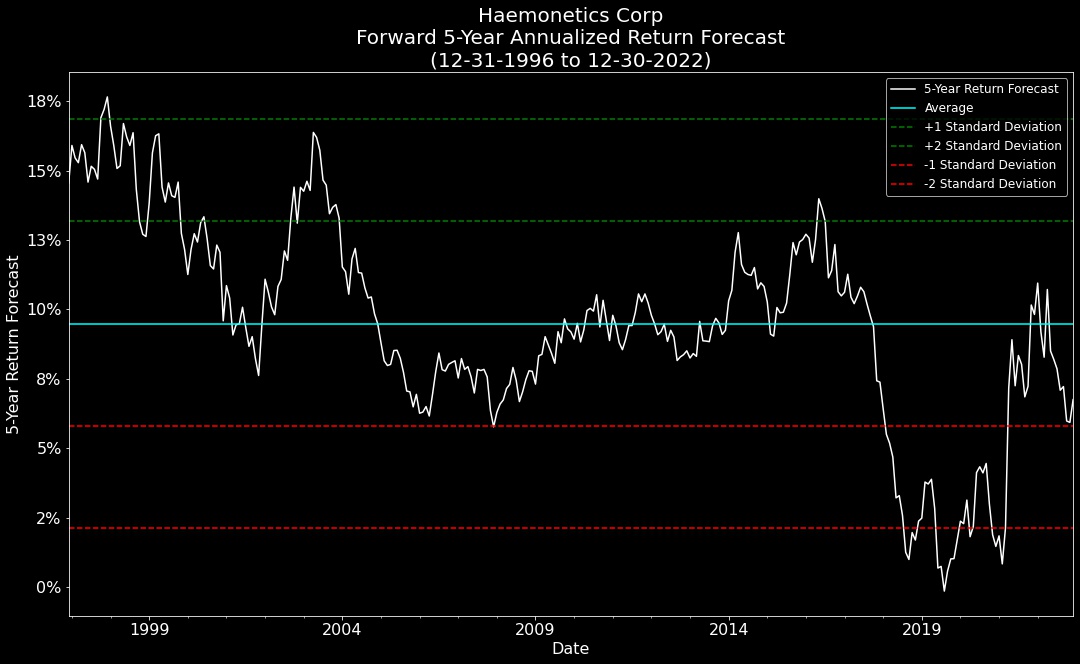 Haemonetics Corp
Forward 5-Year Annualized Return Forecast
(12-31-1996 to 12-30-2022)
5-Year Return Forecast
Average
+1 Standard Deviation
+2 Standard Deviation
-1 Standard Deviation
-2 Standard Deviation
18%
15%
13%
10%
8%
5%
2%
0%
5-Year Return Forecast
1999
2004
2009
2014
2019
Date